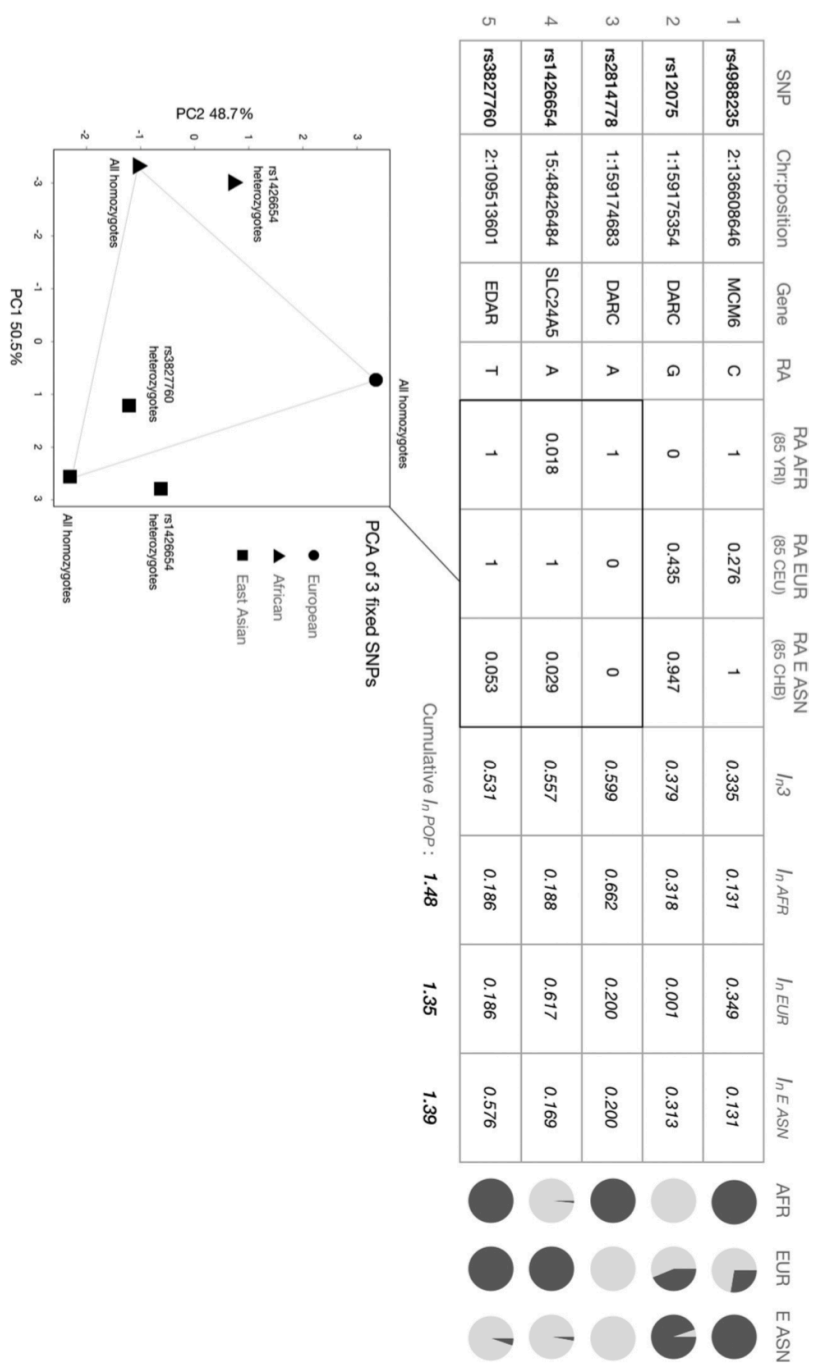 SNP Chr:position Gene RA RA AFR (85 YRI) RA EUR (85 CEU) RA E ASN (85 CHB) In3 In AFR In EUR In E ASN AFR EUR E ASN
1 rs4988235 2:136608646 MCM6 C 1 0.276 1 0.335 0.131 0.349 0.131
2 rs12075 1:159175354 DARC G 0 0.435 0.947 0.379 0.318 0.001 0.313
3 rs2814778 1:159174683 DARC A 1 0 0 0.599 0.662 0.200 0.200
4 rs1426654 15:48426484 SLC24A5 A 0.018 1 0.029 0.557 0.188 0.617 0.169
5 rs3827760 2:109513601 EDAR T 1 1 0.053 0.531 0.186 0.186 0.576
Cumulative In POP : 1.48 1.35 1.39
PCA of 3 fixed SNPs
European
African
East Asian
All homozygotes
rs1426654
heterozygotes
All homozygotes
rs3827760
heterozygotes
rs1426654
heterozygotes
All homozygotes
PC2 48.7%
3
2
1
0
-1
-2
-3 -2 -1 0 1 2 3
PC1 50.5%